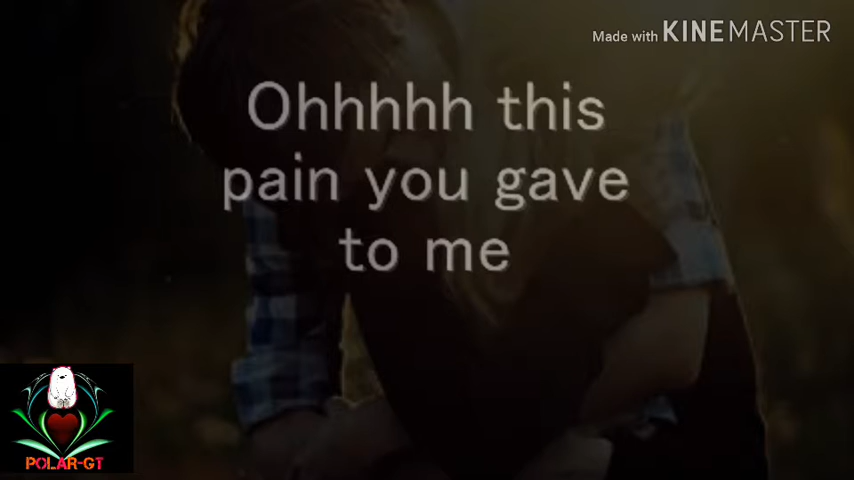 Made with KINEMASTER
Ohhhhh this
pain you gave
to me
POLAR-GT